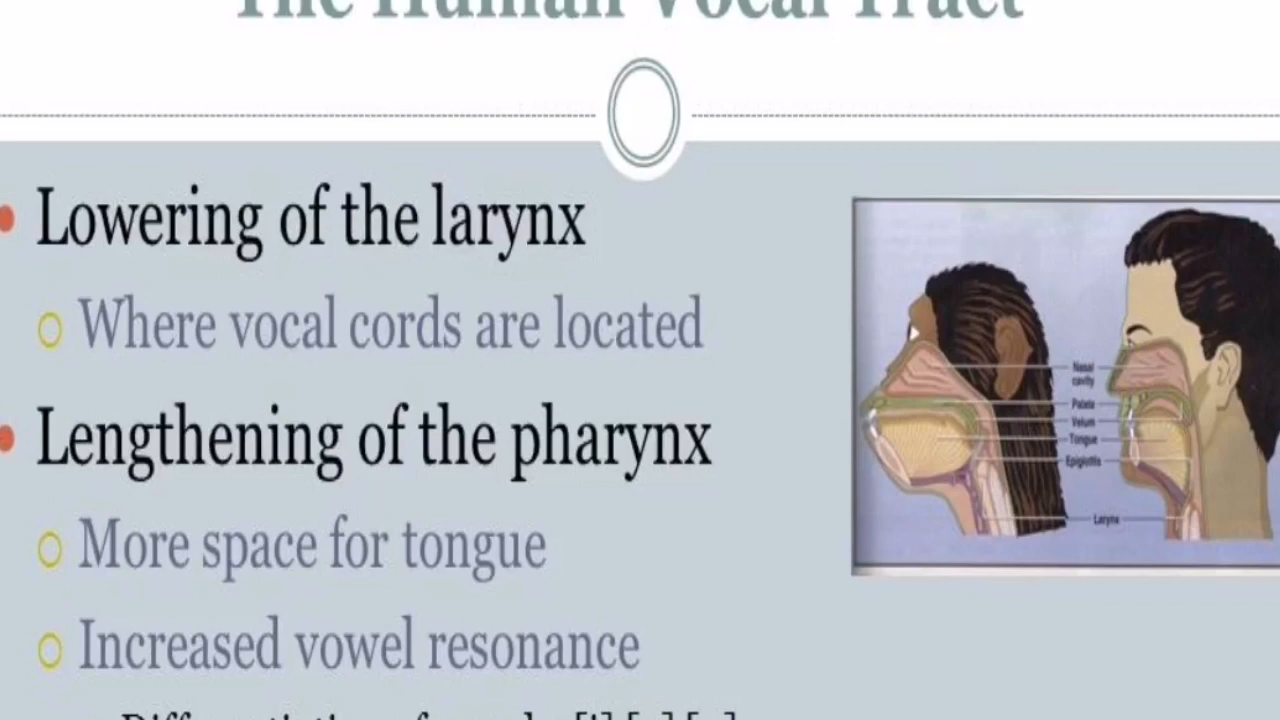 The Human Vocal Tract
Lowering of the larynx
Where vocal cords are located
Lengthening of the pharynx
More space for tongue
Increased vowel resonance
Nasal
cavity
Palate
Velum
Tongue
Epiglottis
Larynx